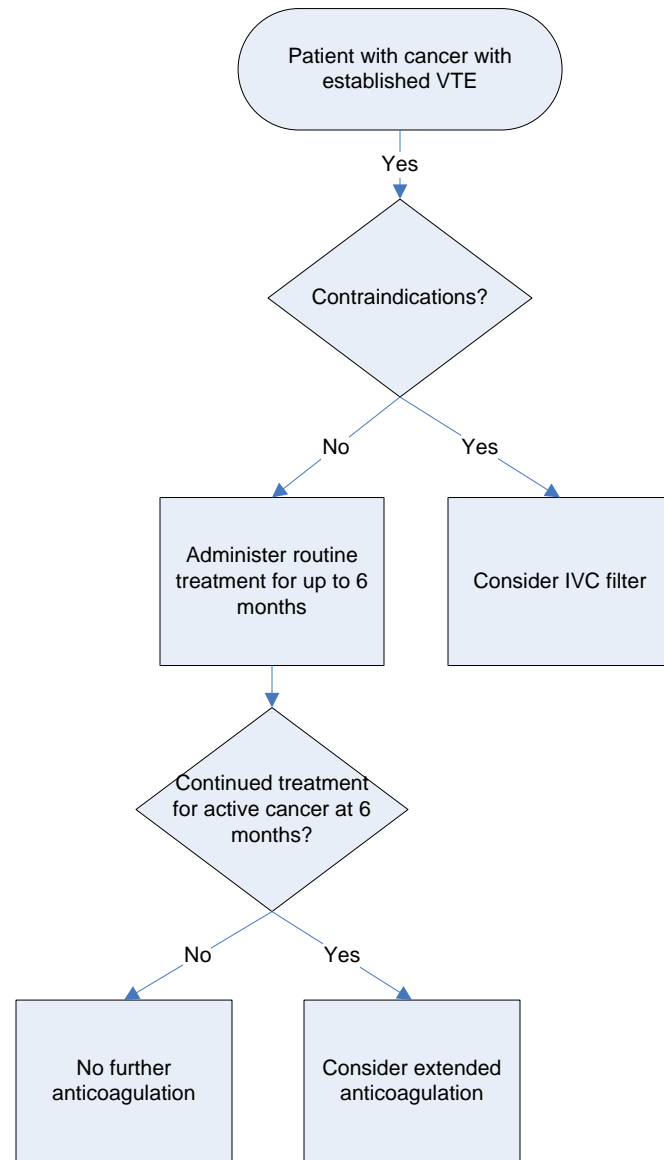 Patient with cancer with
established VTE
Yes
Contraindications?
No
Yes
Administer routine
treatment for up to 6
months
Consider IVC filter
Continued treatment
for active cancer at 6
months?
No
Yes
No further
anticoagulation
Consider extended
anticoagulation